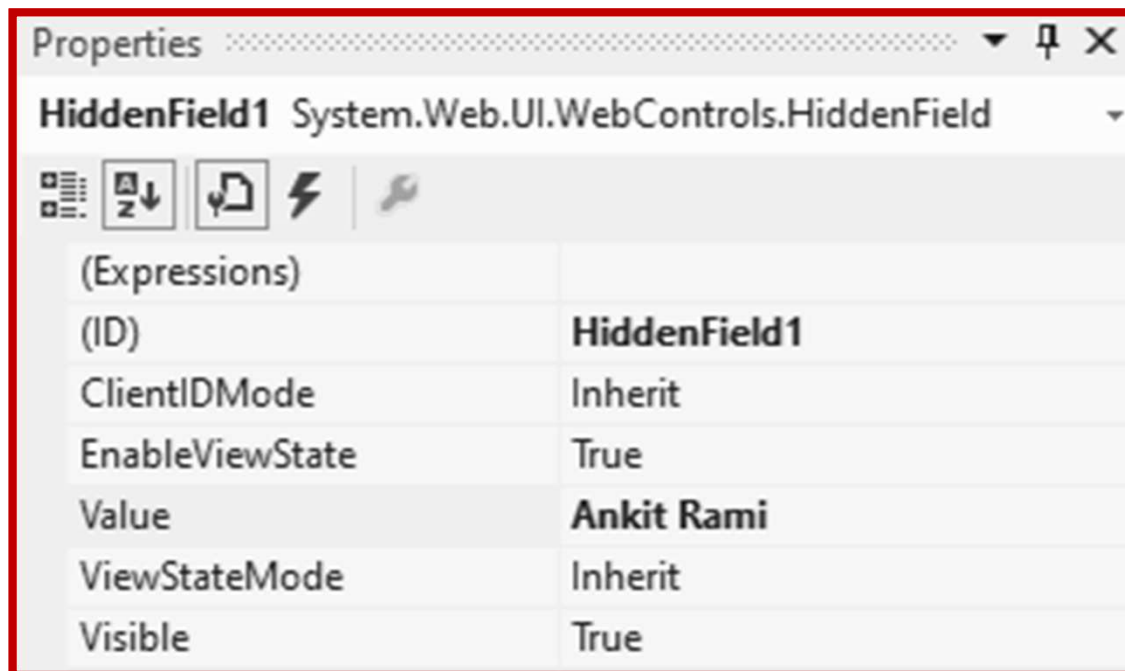 Properties
HiddenField1 System.Web.UI.WebControls.HiddenField
(Expressions)
(ID) HiddenField1
ClientIDMode Inherit
EnableViewState True
Value Ankit Rami
ViewStateMode Inherit
Visible True